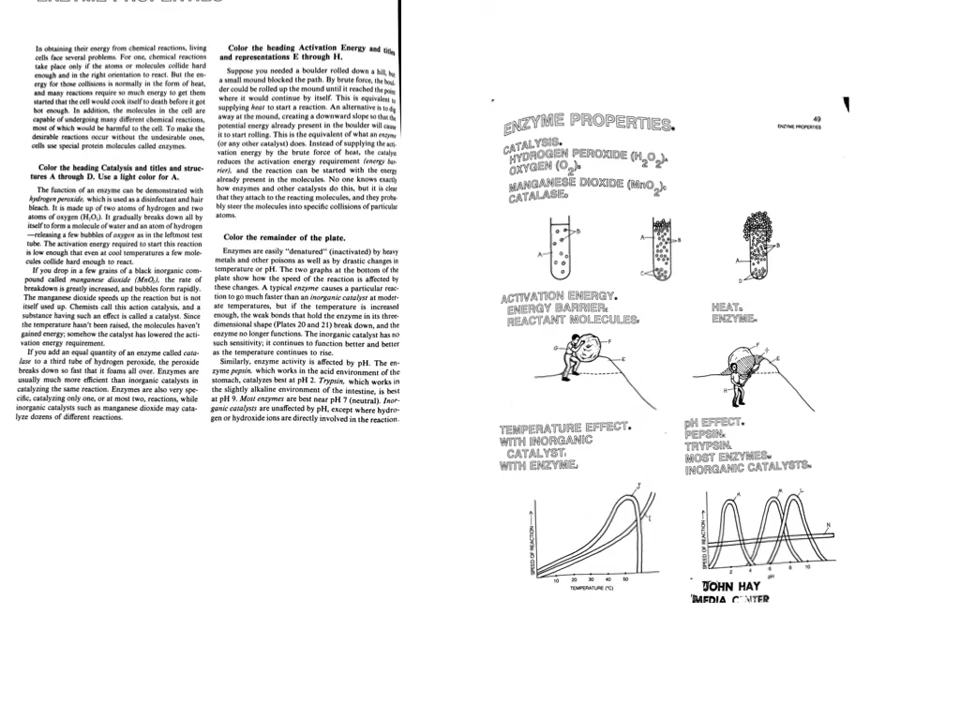 ENZYME PROPERTIES
In obtaining their energy from chemical reactions, living
cells face several problems. For one, chemical reactions
take place only if the atoms or molecules collide hard
enough and in the right orientation to react. But the en-
ergy for those collisions is normally in the form of heat,
and many reactions require so much energy to get them
started that the cell would cook itself to death before it got
hot enough. In addition, the molecules in the cell are
capable of undergoing many different chemical reactions,
most of which would be harmful to the cell. To make the
desirable reactions occur without the undesirable ones,
cells use special protein molecules called enzymes.
Color the heading Catalysis and titles and struc-
tures A through D. Use a light color for A.
The function of an enzyme can be demonstrated with
hydrogen peroxide, which is used as a disinfectant and hair
bleach. It is made up of two atoms of hydrogen and two
atoms of oxygen (H₂O₂). It gradually breaks down all by
itself to form a molecule of water and an atom of hydrogen
—releasing a few bubbles of oxygen as in the leftmost test
tube. The activation energy required to start this reaction
is low enough that even at cool temperatures a few mole-
cules collide hard enough to react.
If you drop in a few grains of a black inorganic com-
pound called manganese dioxide (MnO₂), the rate of
breakdown is greatly increased, and bubbles form rapidly.
The manganese dioxide speeds up the reaction but is not
itself used up. Chemists call this action catalysis, and a
substance having such an effect is called a catalyst. Since
the temperature hasn't been raised, the molecules haven't
gained energy; somehow the catalyst has lowered the acti-
vation energy requirement.
If you add an equal quantity of an enzyme called cata-
lase to a third tube of hydrogen peroxide, the peroxide
breaks down so fast that it foams all over. Enzymes are
usually much more efficient than inorganic catalysts in
catalyzing the same reaction. Enzymes are also very spe-
cific, catalyzing only one, or at most two, reactions, while
inorganic catalysts such as manganese dioxide may cata-
lyze dozens of different reactions.
Color the heading Activation Energy and titles
and representations E through H.
Suppose you needed a boulder rolled down a hill, but
a small mound blocked the path. By brute force, the boul-
der could be rolled up the mound until it reached the point
where it would continue by itself. This is equivalent to
supplying heat to start a reaction. An alternative is to dig
away at the mound, creating a downward slope so that the
potential energy already present in the boulder will cause
it to start rolling. This is the equivalent of what an enzyme
(or any other catalyst) does. Instead of supplying the acti-
vation energy by the brute force of heat, the catalyst
reduces the activation energy requirement (energy bar-
rier), and the reaction can be started with the energy
already present in the molecules. No one knows exactly
how enzymes and other catalysts do this, but it is clear
that they attach to the reacting molecules, and they proba-
bly steer the molecules into specific collisions of particular
atoms.
Color the remainder of the plate.
Enzymes are easily "denatured" (inactivated) by heavy
metals and other poisons as well as by drastic changes in
temperature or pH. The two graphs at the bottom of the
plate show how the speed of the reaction is affected by
these changes. A typical enzyme causes a particular reac-
tion to go much faster than an inorganic catalyst at moder-
ate temperatures, but if the temperature is increased
enough, the weak bonds that hold the enzyme in its three-
dimensional shape (Plates 20 and 21) break down, and the
enzyme no longer functions. The inorganic catalyst has no
such sensitivity; it continues to function better and better
as the temperature continues to rise.
Similarly, enzyme activity is affected by pH. The en-
zyme pepsin, which works in the acid environment of the
stomach, catalyzes best at pH 2. Trypsin, which works in
the slightly alkaline environment of the intestine, is best
at pH 9. Most enzymes are best near pH 7 (neutral). Inor-
ganic catalysts are unaffected by pH, except where hydro-
gen or hydroxide ions are directly involved in the reaction.
49
ENZYME PROPERTIES
ENZYME PROPERTIES.
CATALYSIS.
HYDROGEN PEROXIDE (H₂O₂)A
OXYGEN (O₂)B
MANGANESE DIOXIDE (MnO₂)C
CATALASE.D
A B
A B C
A B D
ACTIVATION ENERGY.
ENERGY BARRIER.E
REACTANT MOLECULES.F
HEAT.G
ENZYME.H
G F E
F E H
TEMPERATURE EFFECT.
WITH INORGANIC
CATALYST.I
WITH ENZYME.J
pH EFFECT.
PEPSIN.K
TRYPSIN.L
MOST ENZYMES.M
INORGANIC CATALYSTS.N
J
I
SPEED OF REACTION
10 20 30 40 50
TEMPERATURE (°C)
K M L
N
SPEED OF REACTION
2 4 6 8 10
pH
JOHN HAY
MEDIA CENTER